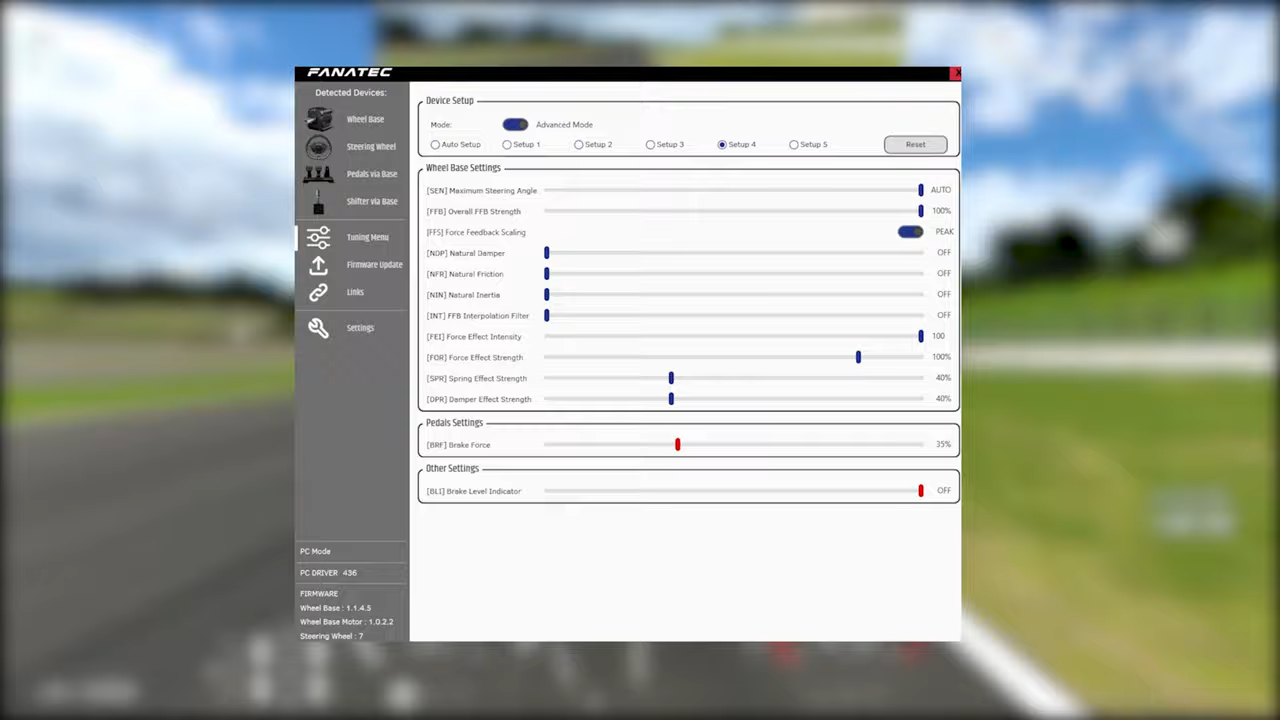 FANATEC
X
Detected Devices:
Wheel Base
Steering Wheel
Pedals via Base
Shifter via Base
Tuning Menu
Firmware Update
Links
Settings
PC Mode
PC DRIVER 436
FIRMWARE
Wheel Base : 1.1.4.5
Wheel Base Motor : 1.0.2.2
Steering Wheel : 7
Device Setup
Mode: Advanced Mode
Auto Setup Setup 1 Setup 2 Setup 3 Setup 4 Setup 5 Reset
Wheel Base Settings
[SEN] Maximum Steering Angle AUTO
[FFB] Overall FFB Strength 100%
[FFS] Force Feedback Scaling PEAK
[NDP] Natural Damper OFF
[NFR] Natural Friction OFF
[NIN] Natural Inertia OFF
[INT] FFB Interpolation Filter OFF
[FEI] Force Effect Intensity 100
[FOR] Force Effect Strength 100%
[SPR] Spring Effect Strength 40%
[DPR] Damper Effect Strength 40%
Pedals Settings
[BRF] Brake Force 35%
Other Settings
[BLI] Brake Level Indicator OFF